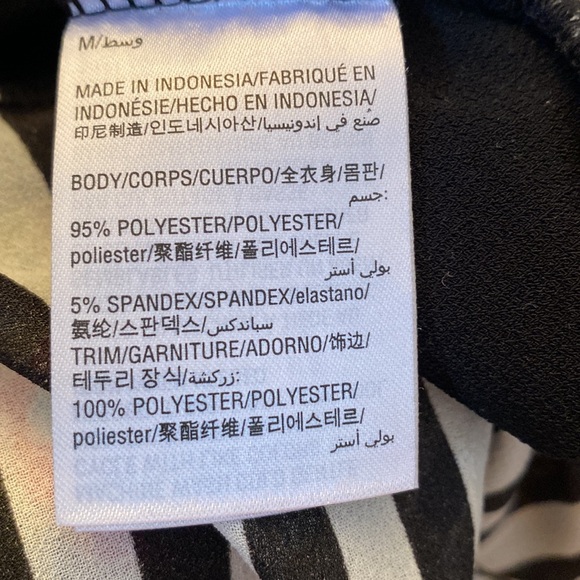 M/وسط
MADE IN INDONESIA/FABRIQUÉ EN
INDONÉSIE/HECHO EN INDONESIA/
印尼制造/인도네시아산/صُنع في إندونيسيا
BODY/CORPS/CUERPO/全衣身/몸판/
جسم:
95% POLYESTER/POLYESTER/
poliester/聚酯纤维/폴리에스테르/
بولي أستر
5% SPANDEX/SPANDEX/elastano/
氨纶/스판덱스/سباندكس/
TRIM/GARNITURE/ADORNO/饰边/
테두리 장식/زركشة:
100% POLYESTER/POLYESTER/
poliester/聚酯纤维/폴리에스테르/
بولي أستر